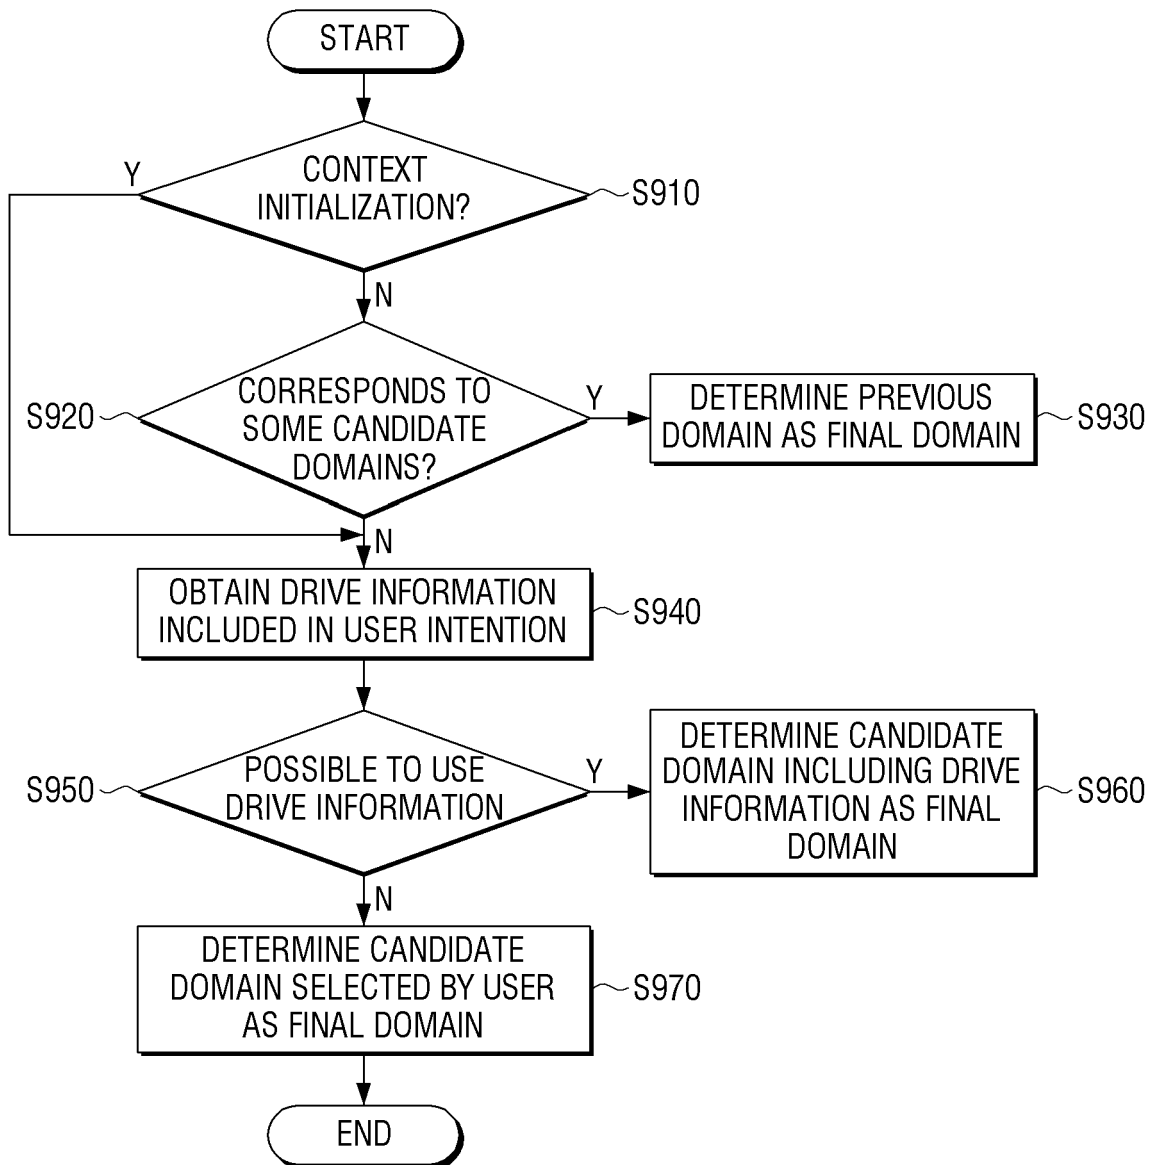 START
Y
CONTEXT
INITIALIZATION?
S910
N
CORRESPONDS TO
SOME CANDIDATE
DOMAINS?
S920
Y
DETERMINE PREVIOUS
DOMAIN AS FINAL DOMAIN
S930
N
OBTAIN DRIVE INFORMATION
INCLUDED IN USER INTENTION
S940
POSSIBLE TO USE
DRIVE INFORMATION
S950
Y
DETERMINE CANDIDATE
DOMAIN INCLUDING DRIVE
INFORMATION AS FINAL
DOMAIN
S960
N
DETERMINE CANDIDATE
DOMAIN SELECTED BY USER
AS FINAL DOMAIN
S970
END